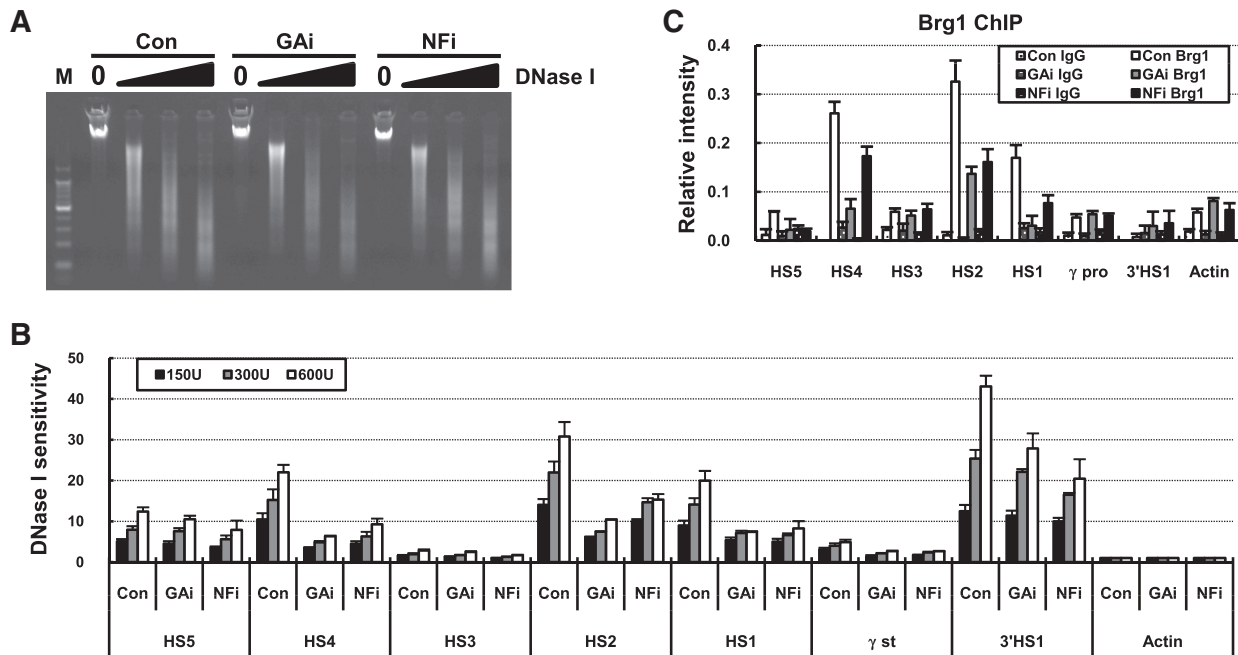 A
Con GAi NFi
M 0 0 0 DNase I
C
Brg1 ChIP
Relative intensity
0.4
0.3
0.2
0.1
0.0
Con IgG Con Brg1
GAi IgG GAi Brg1
NFi IgG NFi Brg1
HS5 HS4 HS3 HS2 HS1 γ pro 3'HS1 Actin
B
DNase I sensitivity
50
40
30
20
10
0
150U 300U 600U
Con GAi NFi Con GAi NFi Con GAi NFi Con GAi NFi Con GAi NFi Con GAi NFi Con GAi NFi Con GAi NFi
HS5 HS4 HS3 HS2 HS1 γ st 3'HS1 Actin